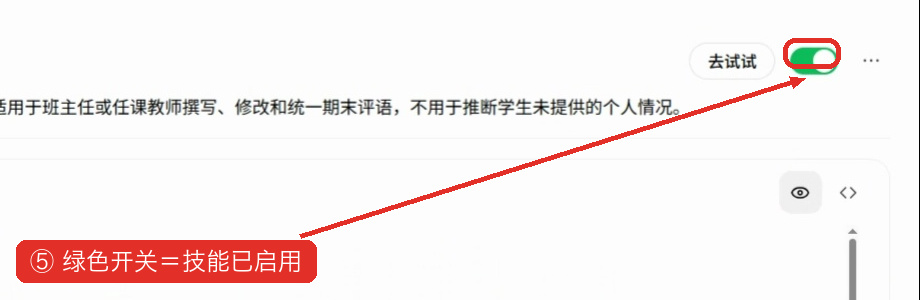 去试试
适用于班主任或任课教师撰写、修改和统一期末评语，不用于推断学生未提供的个人情况。
⑤ 绿色开关＝技能已启用